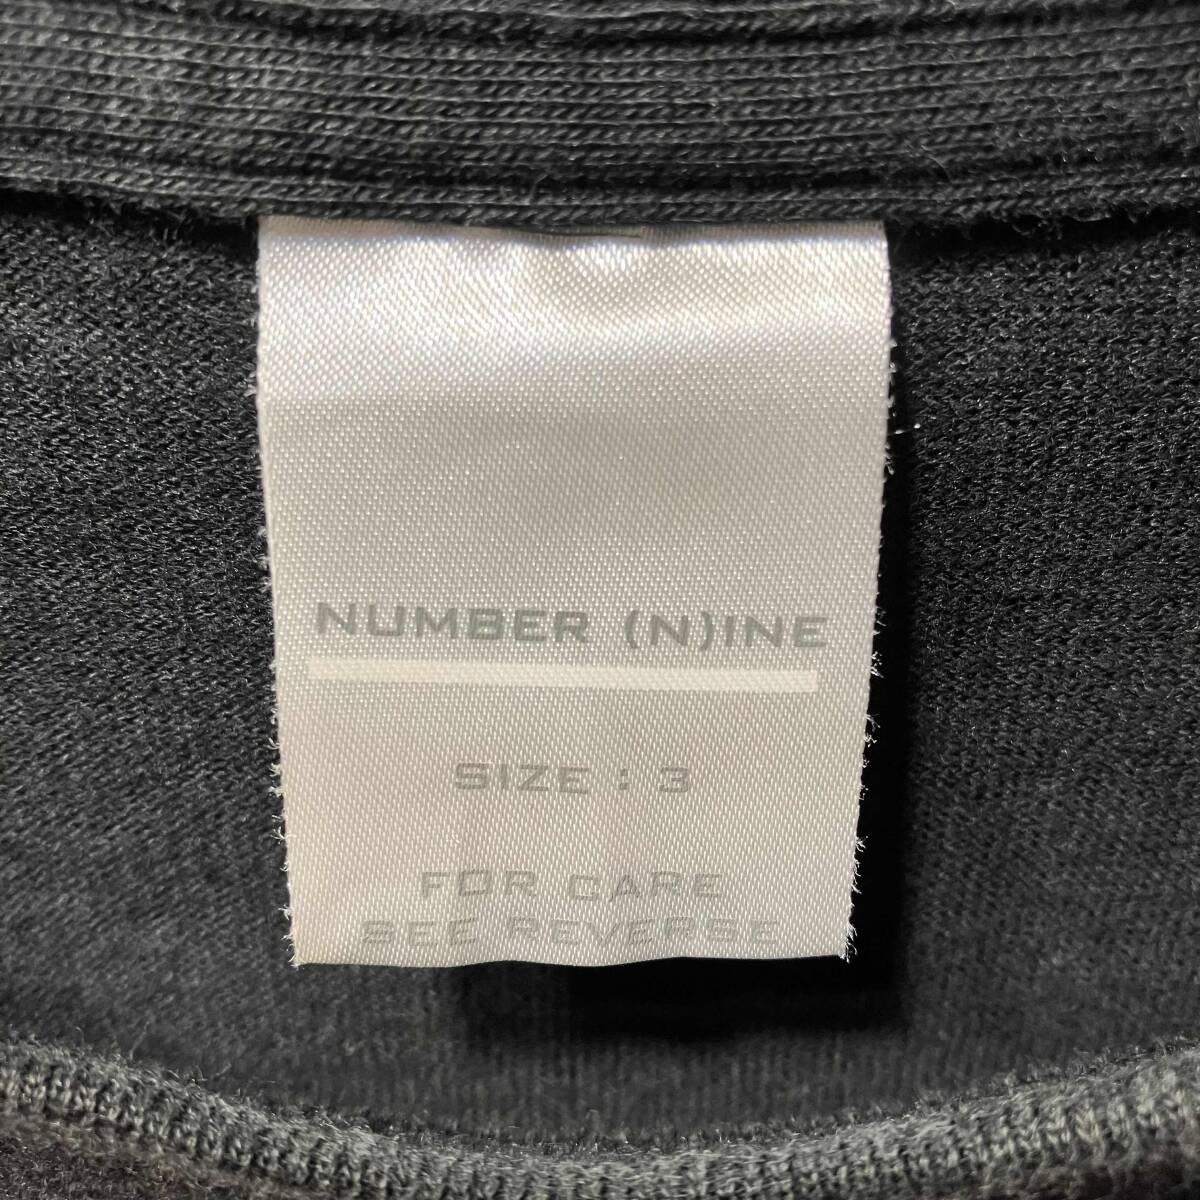 NUMBER (N)INE
SIZE : 3
FOR CARE
SEE REVERSE